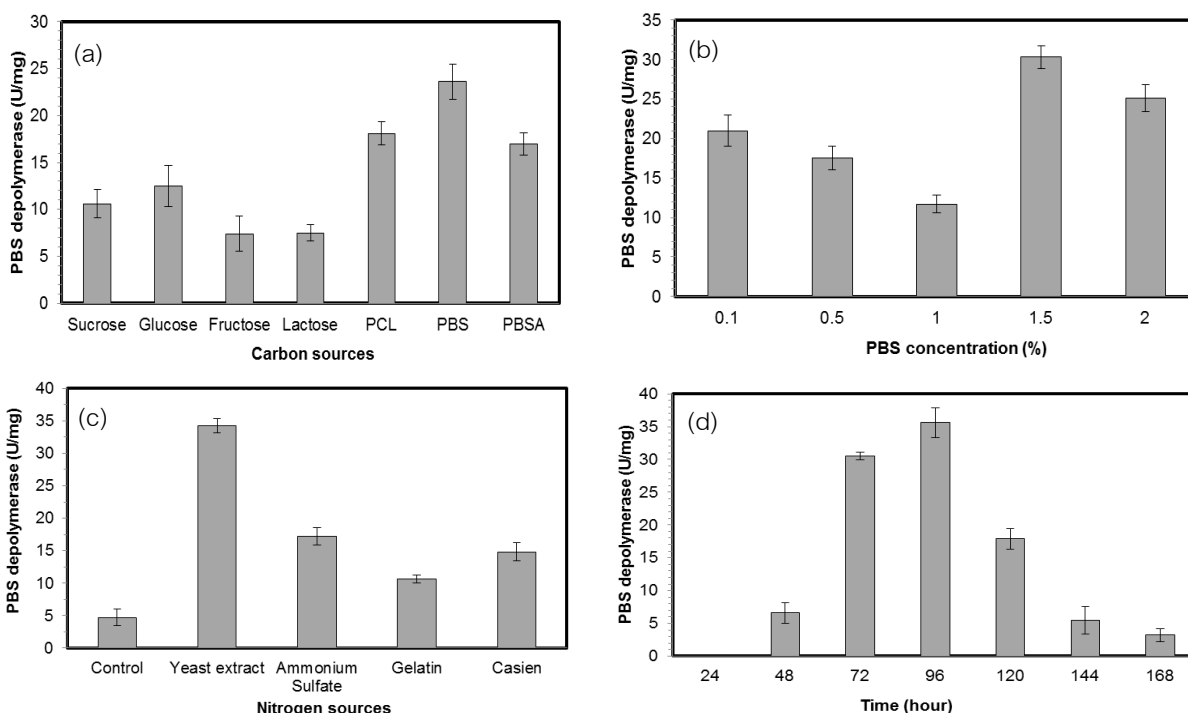 (a)
PBS depolymerase (U/mg)
30
25
20
15
10
5
0
Sucrose Glucose Fructose Lactose PCL PBS PBSA
Carbon sources
(b)
PBS depolymerase (U/mg)
35
30
25
20
15
10
5
0
0.1 0.5 1 1.5 2
PBS concentration (%)
(c)
PBS depolymerase (U/mg)
40
35
30
25
20
15
10
5
0
Control Yeast extract Ammonium Gelatin Casien
Sulfate
Nitrogen sources
(d)
PBS depolymerase (U/mg)
40
35
30
25
20
15
10
5
0
24 48 72 96 120 144 168
Time (hour)